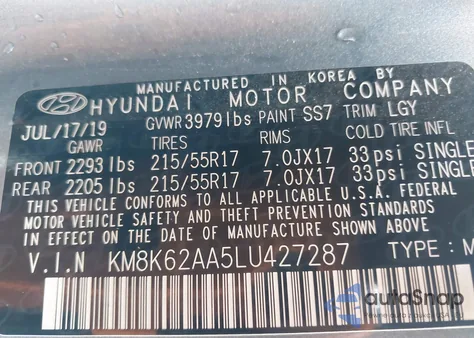 MANUFACTURED IN KOREA BY
HYUNDAI MOTOR COMPANY
JUL/17/19 GVWR 3979lbs PAINT SS7 TRIM LGY
GAWR TIRES RIMS COLD TIRE INFL
FRONT 2293 lbs 215/55R17 7.0JX17 33psi SINGLE
REAR 2205 lbs 215/55R17 7.0JX17 33psi SINGLE
THIS VEHICLE CONFORMS TO ALL APPLICABLE U.S.A. FEDERAL
MOTOR VEHICLE SAFETY AND THEFT PREVENTION STANDARDS
IN EFFECT ON THE DATE OF MANUFACTURE SHOWN ABOVE.
V.I.N KM8K62AA5LU427287 TYPE: M
autoSnap